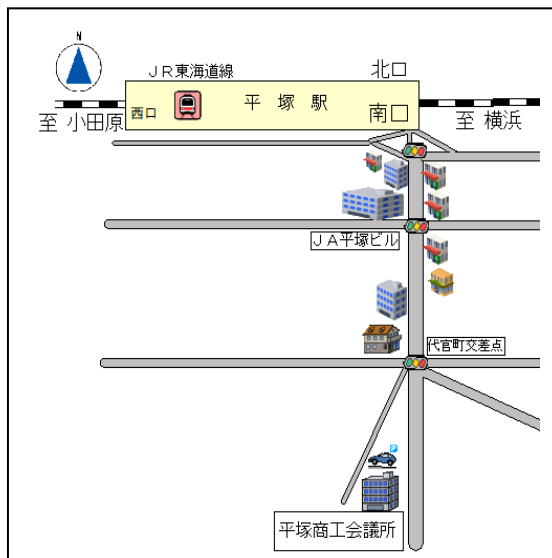 N
JR東海道線
北口
平塚駅
西口
南口
至 小田原
至 横浜
JA平塚ビル
代官町交差点
P
平塚商工会議所